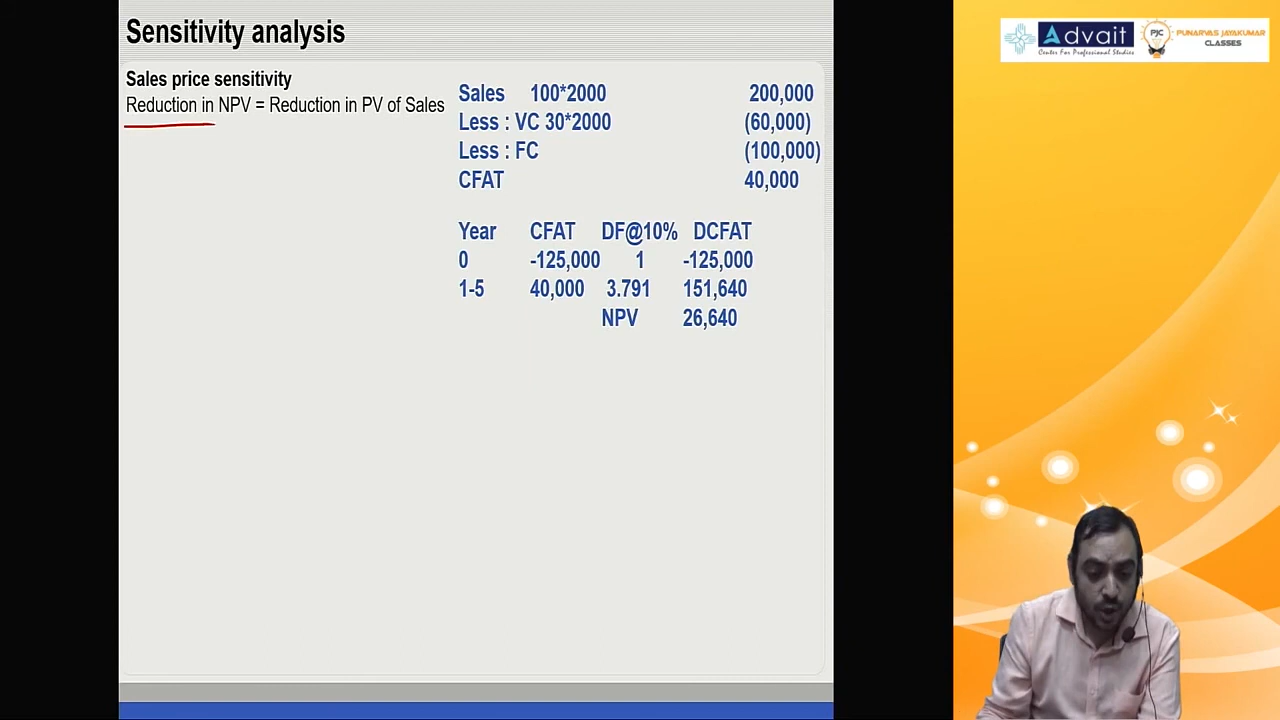 Sensitivity analysis
Sales price sensitivity
Reduction in NPV = Reduction in PV of Sales
Sales 100*2000 200,000
Less : VC 30*2000 (60,000)
Less : FC (100,000)
CFAT 40,000
Year CFAT DF@10% DCFAT
0 -125,000 1 -125,000
1-5 40,000 3.791 151,640
NPV 26,640
Advait
Center For Professional Studies
PJC
PUNARVAS JAYAKUMAR
CLASSES